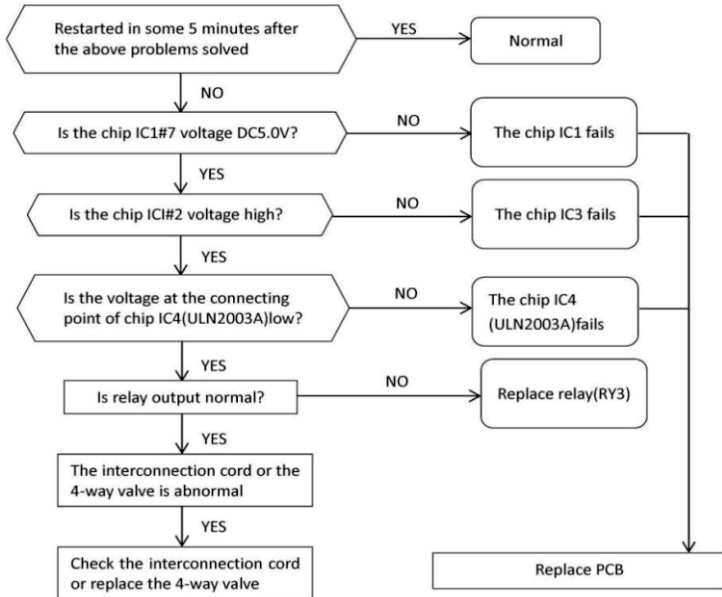 Restarted in some 5 minutes after
the above problems solved
YES
Normal
NO
Is the chip IC1#7 voltage DC5.0V?
NO
The chip IC1 fails
YES
Is the chip ICI#2 voltage high?
NO
The chip IC3 fails
YES
Is the voltage at the connecting
point of chip IC4(ULN2003A)low?
NO
The chip IC4
(ULN2003A)fails
YES
Is relay output normal?
NO
Replace relay(RY3)
YES
The interconnection cord or the
4-way valve is abnormal
YES
Check the interconnection cord
or replace the 4-way valve
Replace PCB